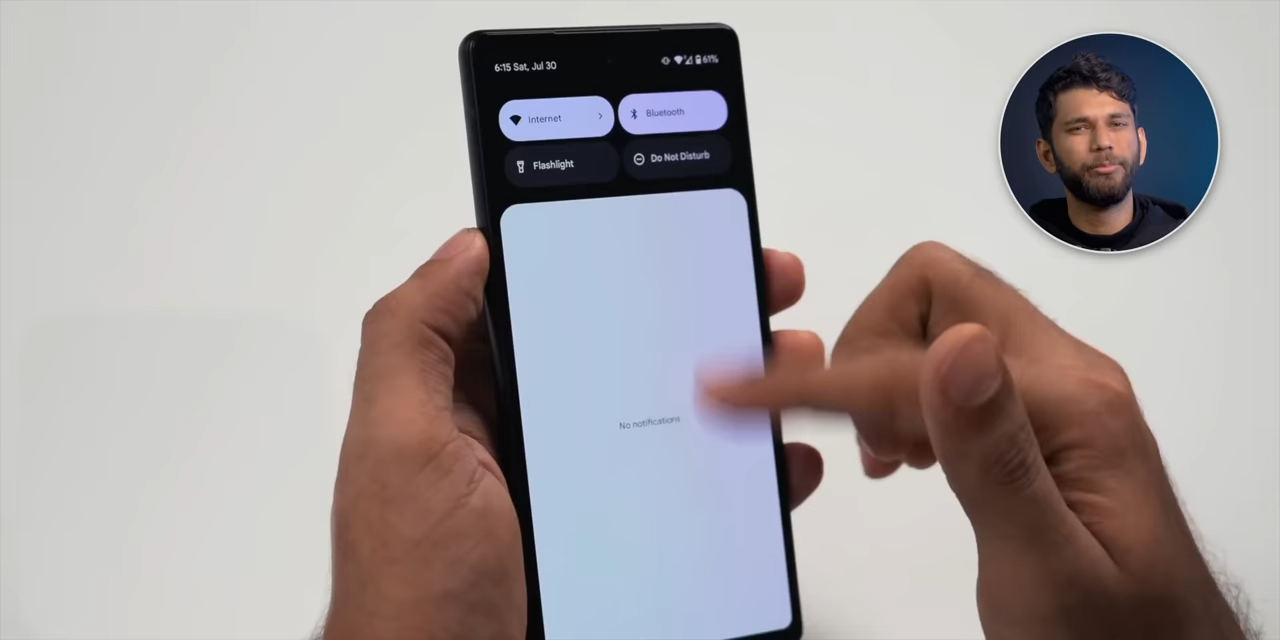 6:15 Sat, Jul 30 61%
Internet Bluetooth
Flashlight Do Not Disturb
No notifications